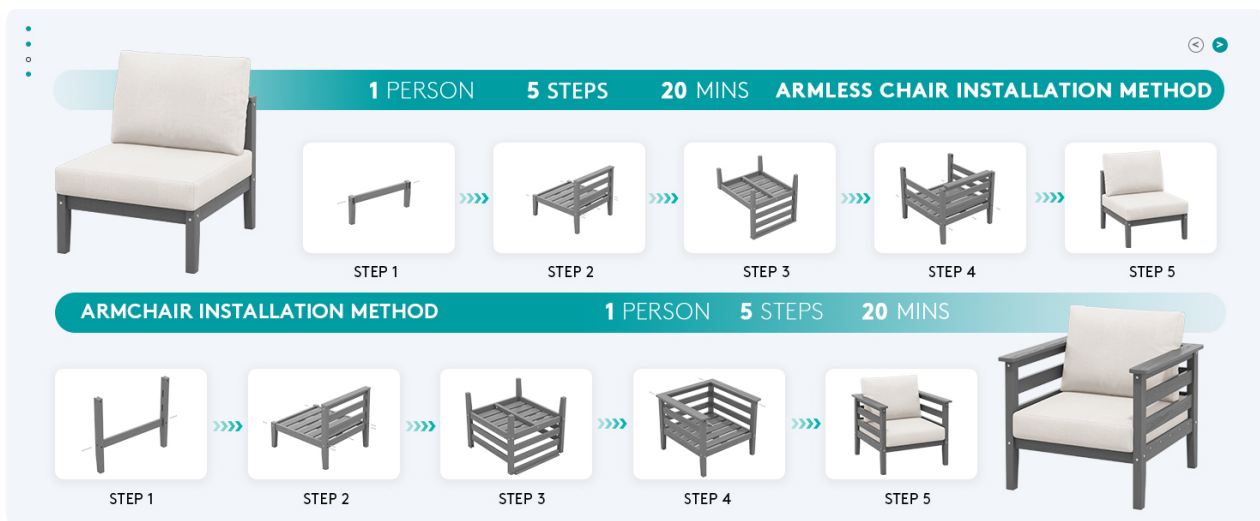 1 PERSON 5 STEPS 20 MINS ARMLESS CHAIR INSTALLATION METHOD
STEP 1 STEP 2 STEP 3 STEP 4 STEP 5
ARMCHAIR INSTALLATION METHOD 1 PERSON 5 STEPS 20 MINS
STEP 1 STEP 2 STEP 3 STEP 4 STEP 5